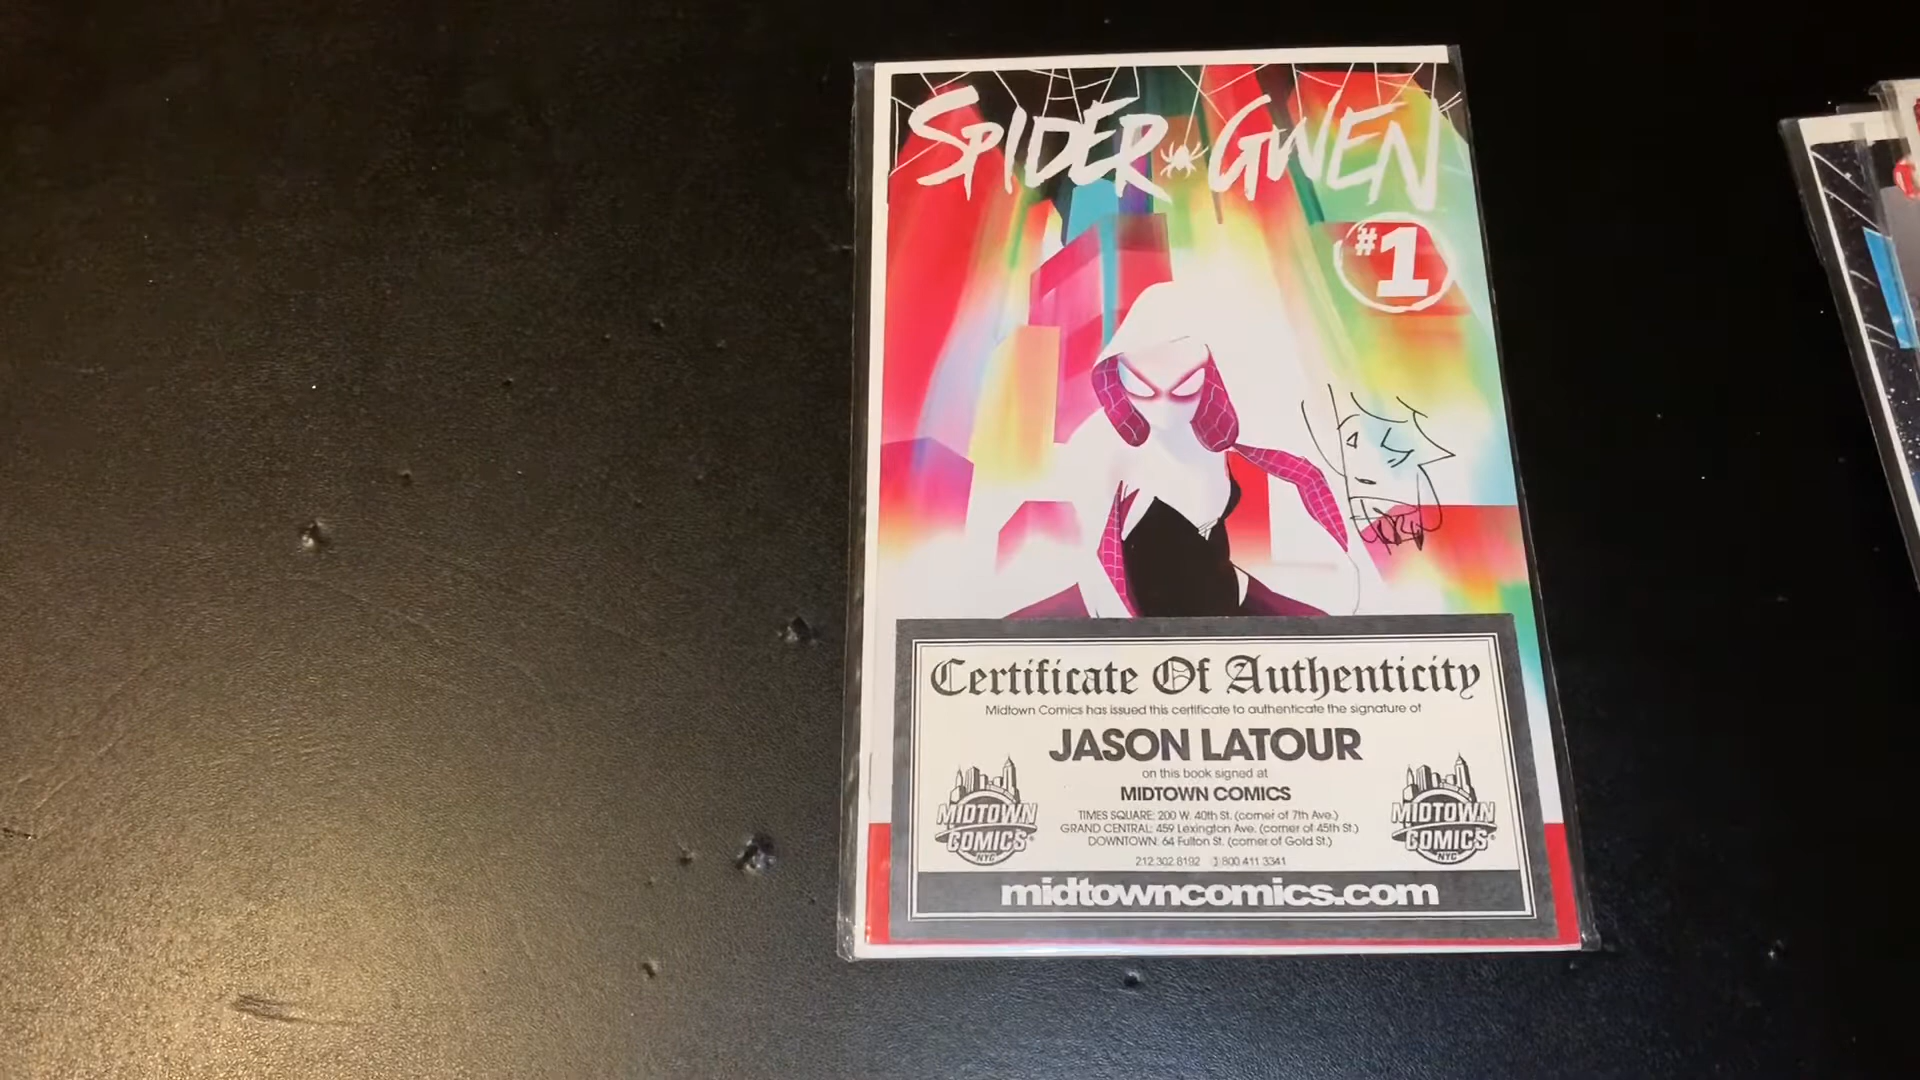 SPIDER GWEN
#1
Certificate Of Authenticity
Midtown Comics has issued this certificate to authenticate the signature of
JASON LATOUR
on this book signed at
MIDTOWN COMICS
TIMES SQUARE: 200 W. 40th St. (corner of 7th Ave.)
GRAND CENTRAL: 459 Lexington Ave. (corner of 45th St.)
DOWNTOWN: 64 Fulton St. (corner of Gold St.)
212 302 8192 1 800 411 3341
midtowncomics.com
MIDTOWN
COMICS
NYC
MIDTOWN
COMICS
NYC